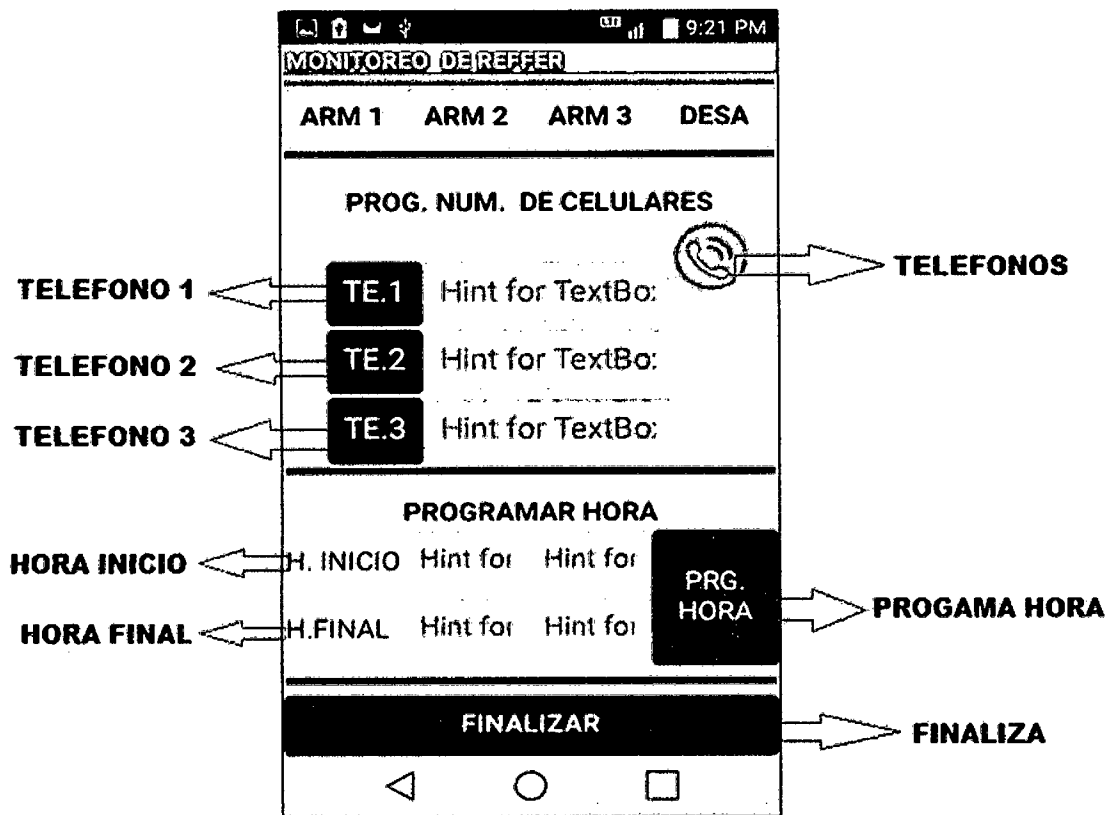 9:21 PM
MONITOREO DE REFFER
ARM 1 ARM 2 ARM 3 DESA
PROG. NUM. DE CELULARES
TELEFONOS
TELEFONO 1 TE.1 Hint for TextBo
TELEFONO 2 TE.2 Hint for TextBo
TELEFONO 3 TE.3 Hint for TextBo
PROGRAMAR HORA
HORA INICIO H. INICIO Hint for Hint for
PRG.
HORA PROGAMA HORA
HORA FINAL H.FINAL Hint for Hint for
FINALIZAR FINALIZA